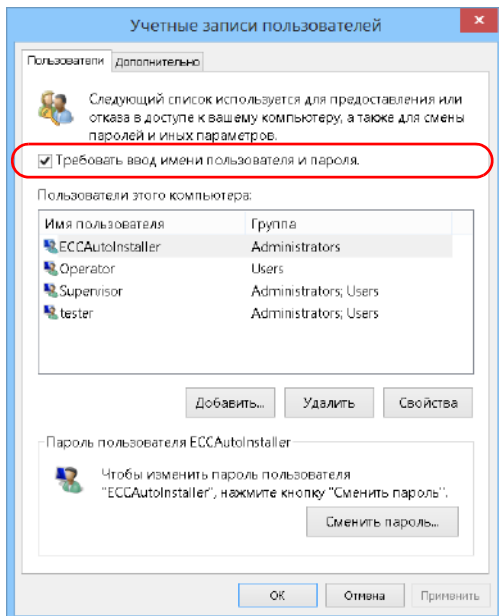 Учетные записи пользователей
Пользователи Дополнительно
Следующий список используется для предоставления или
отказа в доступе к вашему компьютеру, а также для смены
паролей и иных параметров.
Требовать ввод имени пользователя и пароля.
Пользователи этого компьютера:
Имя пользователя Группа
ECCAutoInstaller Administrators
Operator Users
Supervisor Administrators; Users
tester Administrators; Users
Добавить... Удалить Свойства
Пароль пользователя ECCAutoInstaller
Чтобы изменить пароль пользователя
"ECCAutoInstaller", нажмите кнопку "Сменить пароль".
Сменить пароль...
ОК Отмена Применить